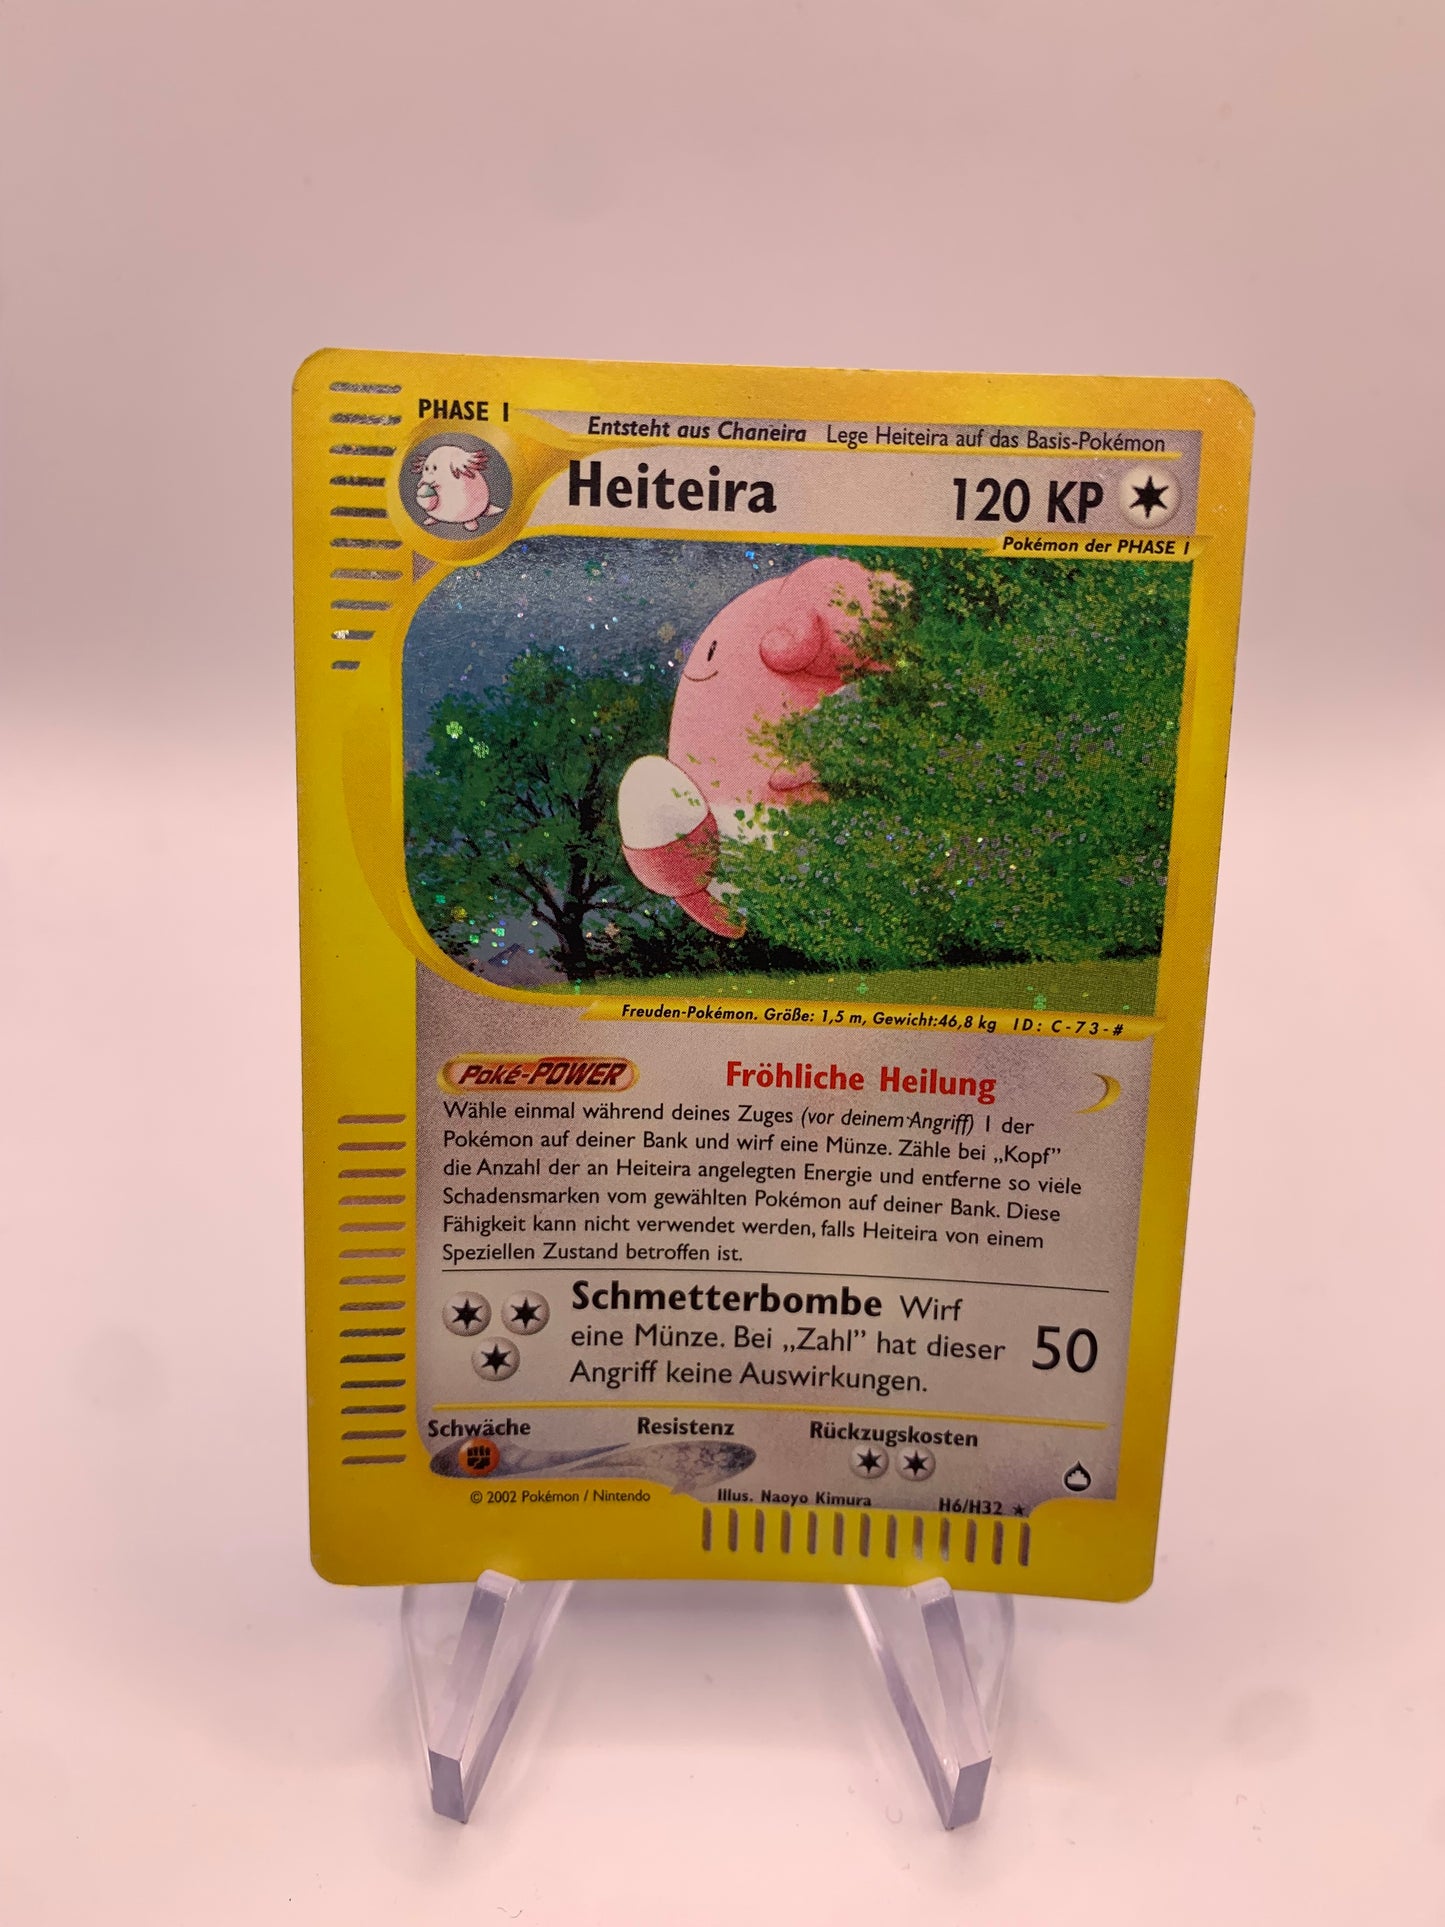 PHASE 1
Entsteht aus Chaneira Lege Heiteira auf das Basis-Pokémon
Heiteira 120 KP
Pokémon der PHASE 1
Freuden-Pokémon. Größe: 1,5 m, Gewicht:46,8 kg ID: C-73-#
Poké-POWER Fröhliche Heilung
Wähle einmal während deines Zuges (vor deinem Angriff) 1 der
Pokémon auf deiner Bank und wirf eine Münze. Zähle bei „Kopf”
die Anzahl der an Heiteira angelegten Energie und entferne so viele
Schadensmarken vom gewählten Pokémon auf deiner Bank. Diese
Fähigkeit kann nicht verwendet werden, falls Heiteira von einem
Speziellen Zustand betroffen ist.
Schmetterbombe Wirf
eine Münze. Bei „Zahl” hat dieser 50
Angriff keine Auswirkungen.
Schwäche Resistenz Rückzugskosten
© 2002 Pokémon / Nintendo Illus. Naoyo Kimura H6/H32 ★